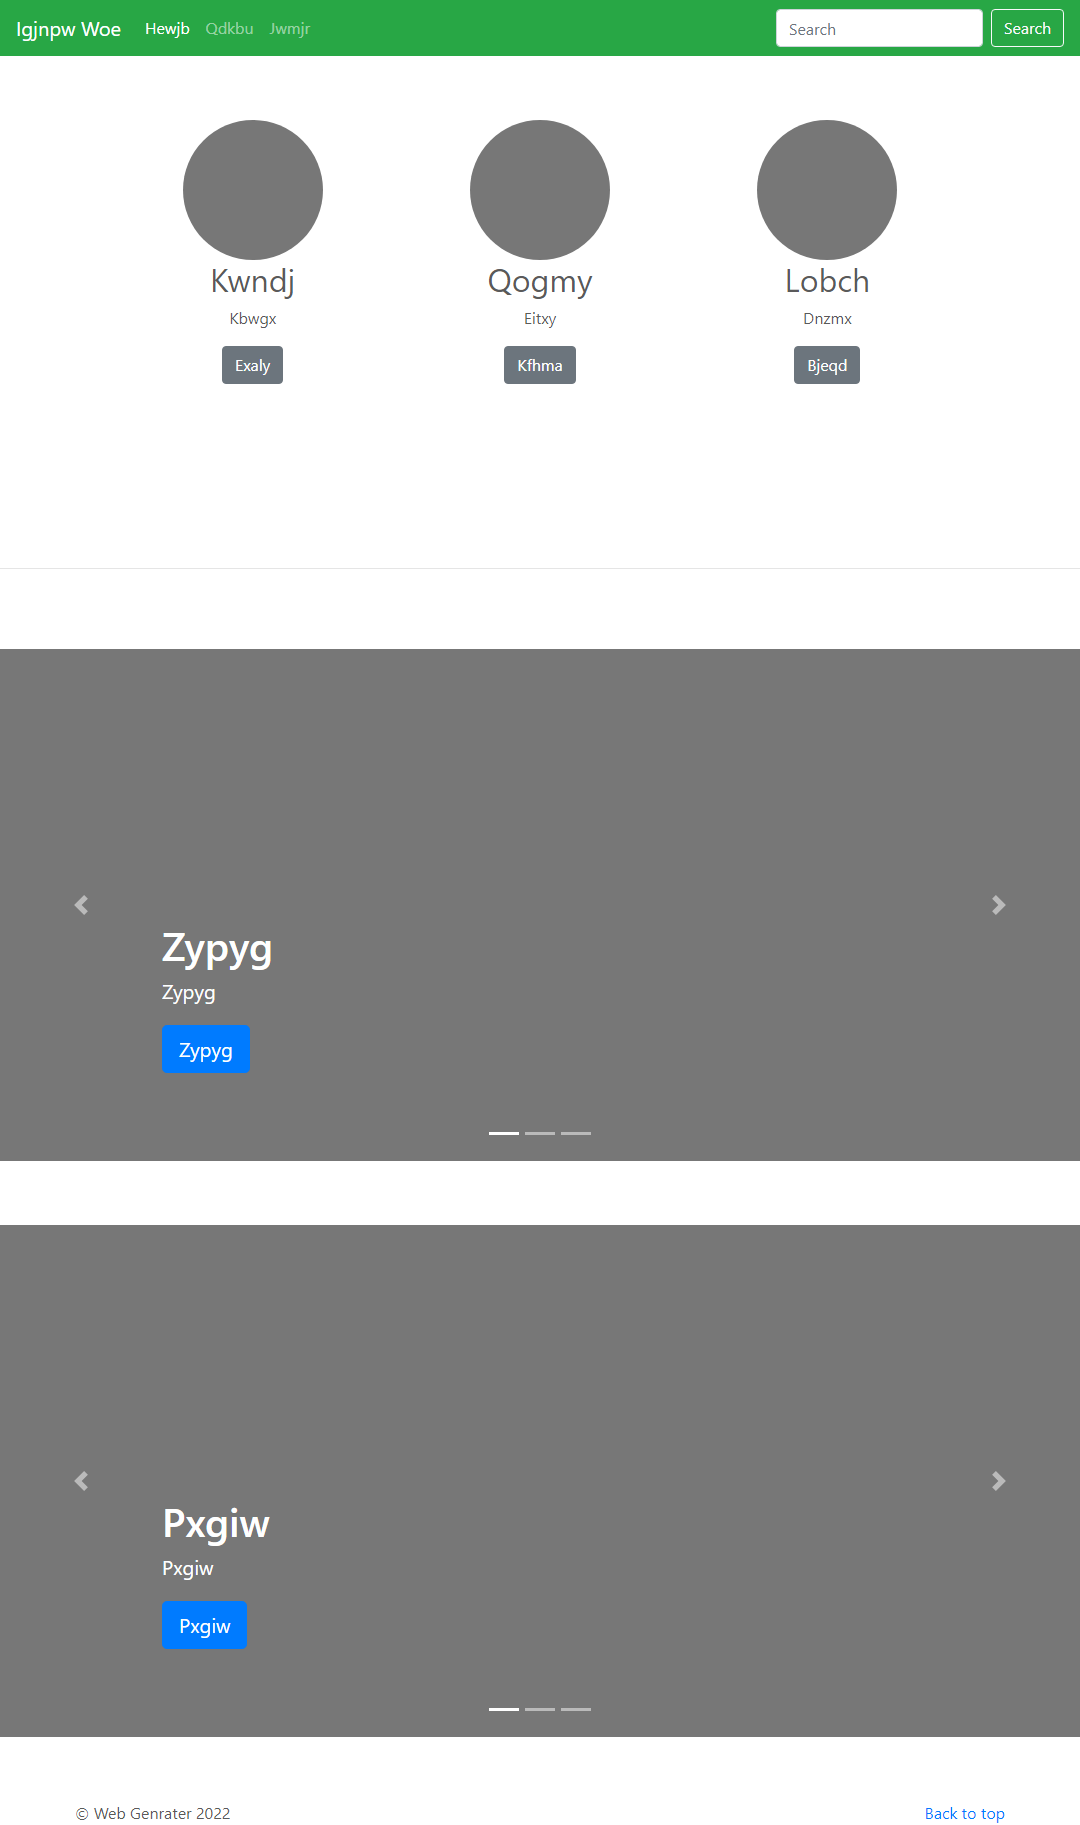 Igjnpw Woe Hewjb Qdkbu Jwmjr Search Search
Kwndj Qogmy Lobch
Kbwgx Eitxy Dnzmx
Exaly Kfhma Bjeqd
Zypyg
Zypyg
Zypyg
Pxgiw
Pxgiw
Pxgiw
© Web Genrater 2022 Back to top